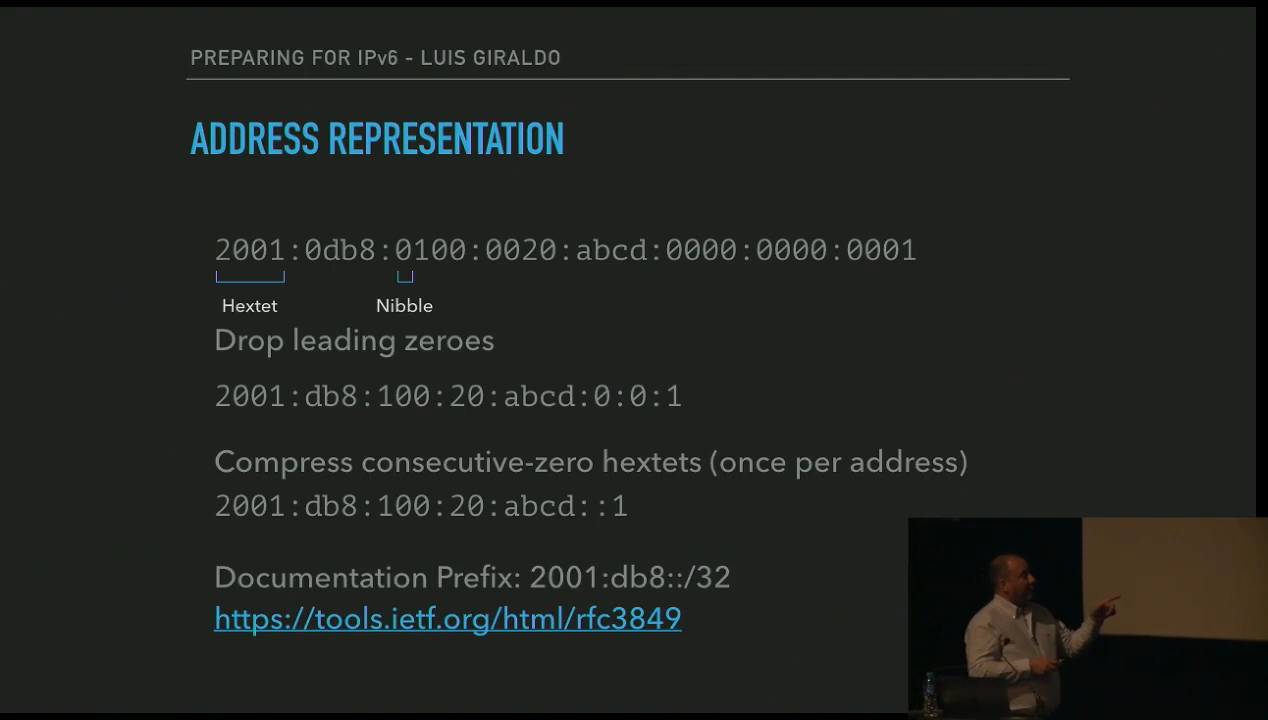 PREPARING FOR IPv6 - LUIS GIRALDO
ADDRESS REPRESENTATION
2001:0db8:0100:0020:abcd:0000:0000:0001
Hextet Nibble
Drop leading zeroes
2001:db8:100:20:abcd:0:0:1
Compress consecutive-zero hextets (once per address)
2001:db8:100:20:abcd::1
Documentation Prefix: 2001:db8::/32
https://tools.ietf.org/html/rfc3849